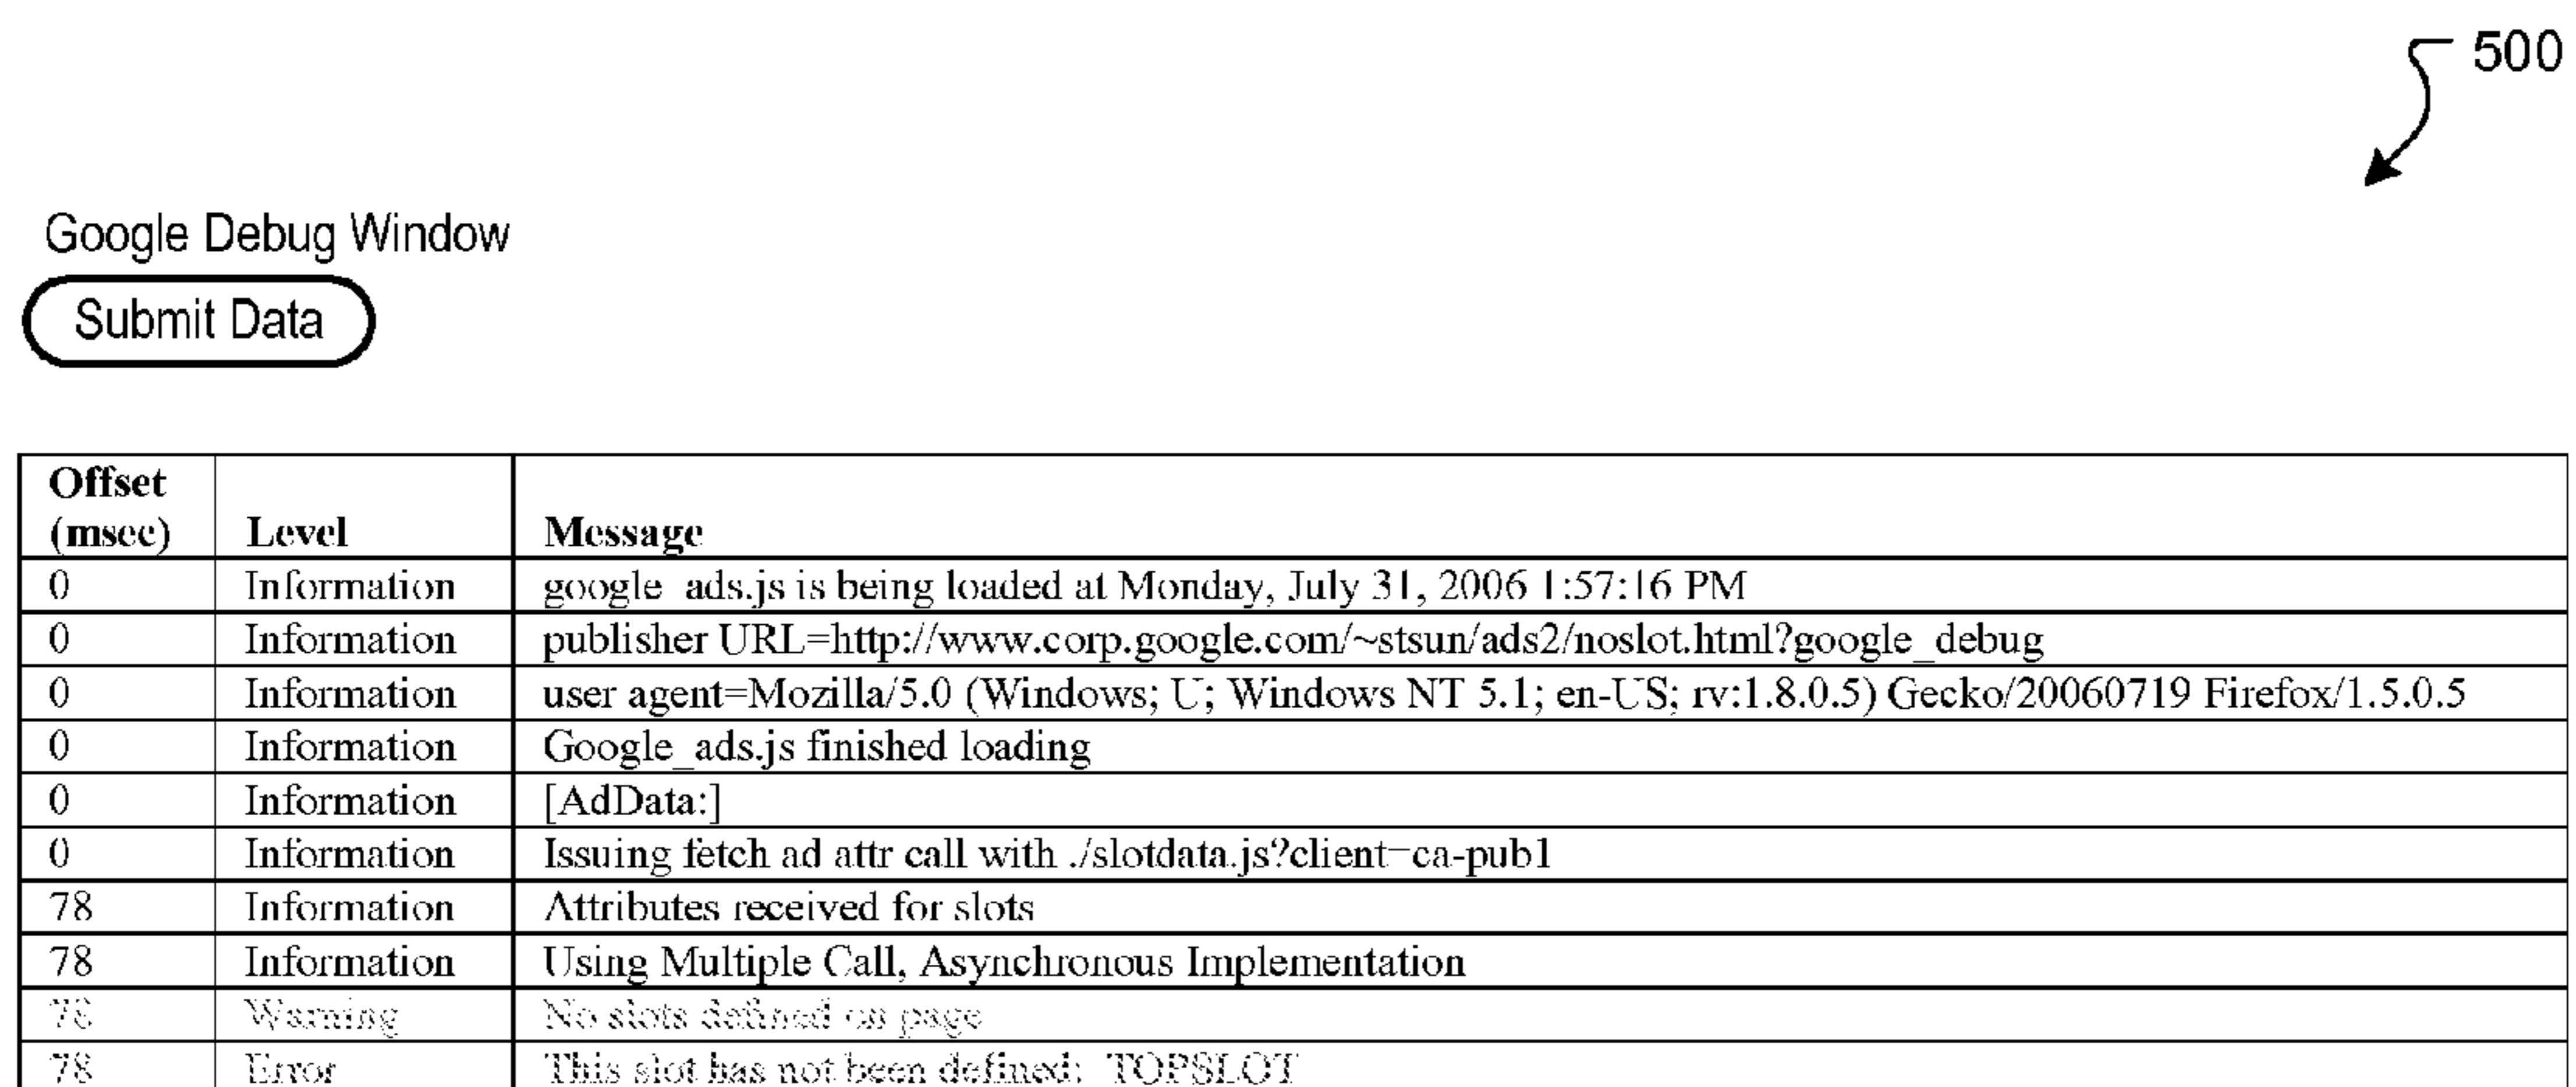 500
Google Debug Window
Submit Data
Offset
(msec) Level Message
0 Information google_ads.js is being loaded at Monday, July 31, 2006 1:57:16 PM
0 Information publisher URL=http://www.corp.google.com/~stsun/ads2/noslot.html?google_debug
0 Information user agent=Mozilla/5.0 (Windows; U; Windows NT 5.1; en-US; rv:1.8.0.5) Gecko/20060719 Firefox/1.5.0.5
0 Information Google_ads.js finished loading
0 Information [AdData:]
0 Information Issuing fetch ad attr call with ./slotdata.js?client=ca-pub1
78 Information Attributes received for slots
78 Information Using Multiple Call, Asynchronous Implementation
78 Warning No slots defined on page
78 Error This slot has not been defined: TOPSLOT